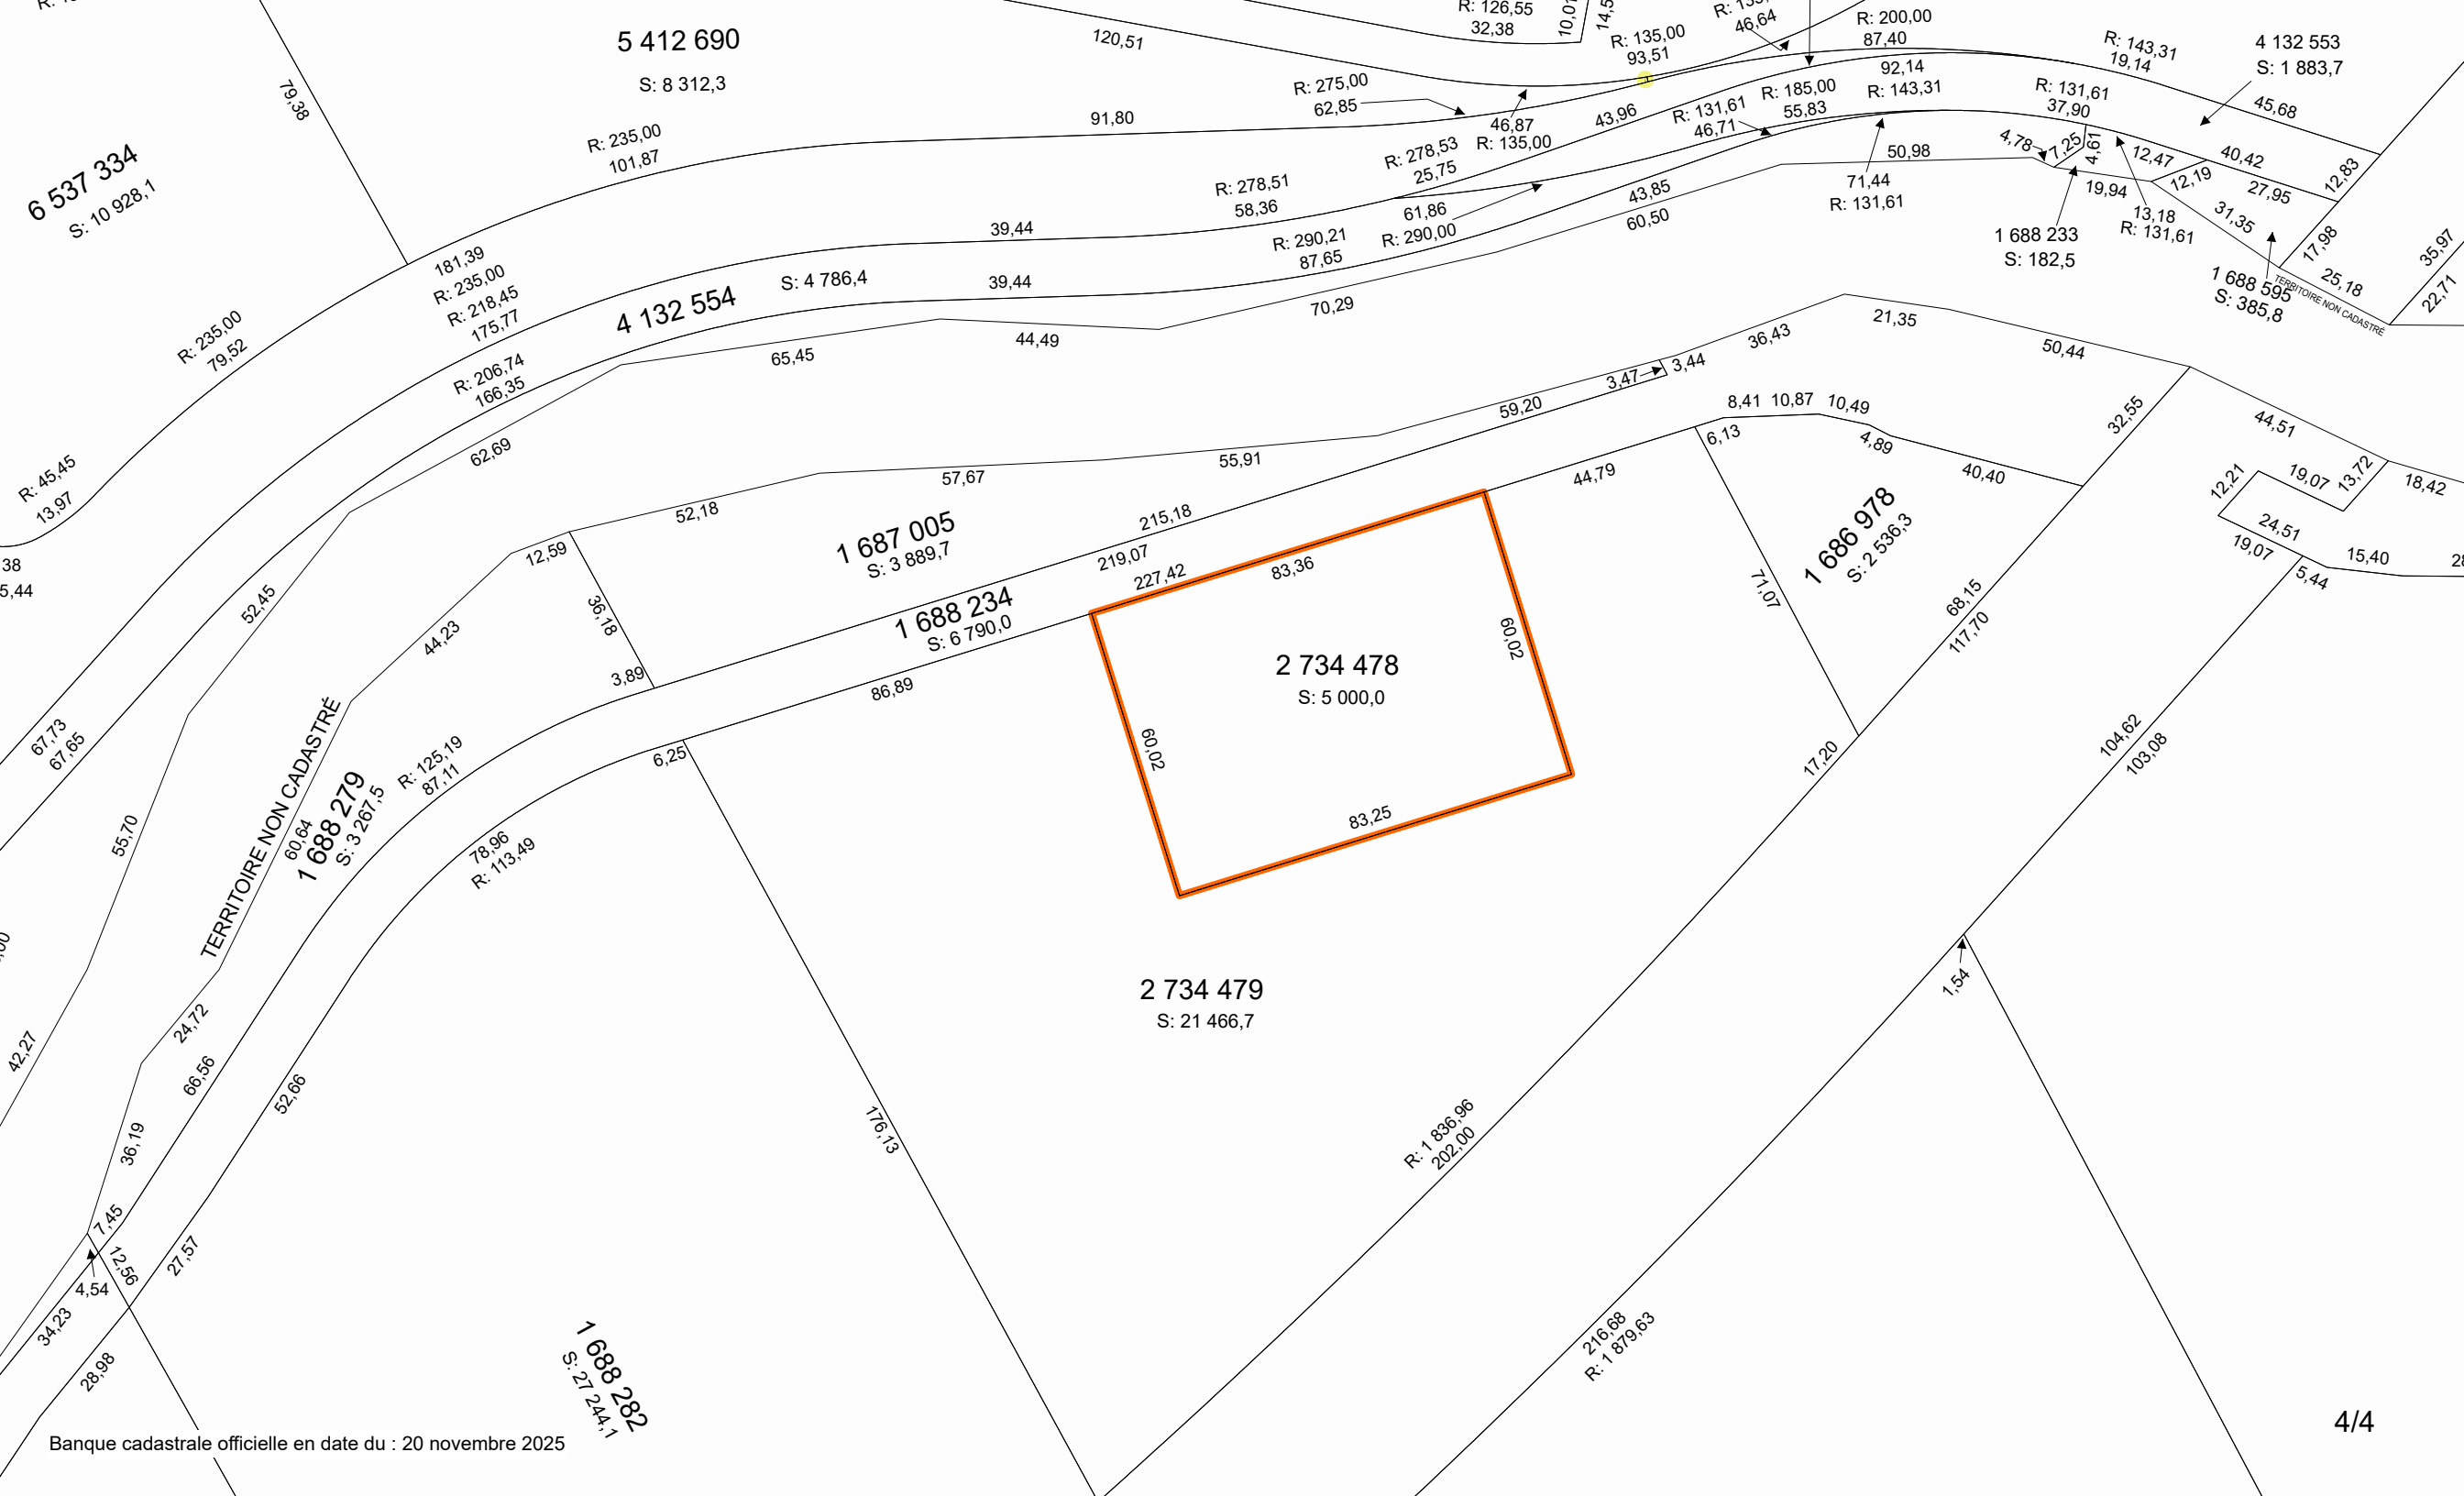 R: 126,55
32,38
10,01
R: 135,00
93,51
46,64
R: 200,00
87,40
R: 143,31
19,14
4 132 553
S: 1 883,7
5 412 690
S: 8 312,3
120,51
79,38
R: 275,00
62,85
46,87
R: 135,00
43,96
R: 131,61
46,71
R: 185,00
55,83
92,14
R: 143,31
R: 131,61
37,90
45,68
91,80
R: 235,00
101,87
6 537 334
S: 10 928,1
R: 278,53
25,75
50,98
4,78
7,25
4,61
12,47
40,42
12,83
12,19
27,95
19,94
31,35
13,18
R: 131,61
71,44
R: 131,61
43,85
60,50
R: 278,51
58,36
61,86
R: 290,00
R: 290,21
87,65
39,44
39,44
1 688 233
S: 182,5
17,98
35,97
1 688 595
S: 385,8
TERRITOIRE NON CADASTRÉ
25,18
22,71
181,39
R: 235,00
R: 218,45
175,77
4 132 554
S: 4 786,4
R: 235,00
79,52
R: 206,74
166,35
65,45
44,49
70,29
21,35
36,43
50,44
3,47
3,44
59,20
8,41
10,87
10,49
6,13
4,89
40,40
32,55
44,51
13,72
19,07
12,21
18,42
24,51
19,07
15,40
5,44
R: 45,45
13,97
38
5,44
62,69
57,67
55,91
52,18
12,59
1 687 005
S: 3 889,7
215,18
219,07
227,42
83,36
44,79
1 688 234
S: 6 790,0
36,18
52,45
44,23
3,89
86,89
60,02
60,02
2 734 478
S: 5 000,0
83,25
71,07
1 686 978
S: 2 536,3
68,15
117,70
17,20
104,62
103,08
67,73
67,65
TERRITOIRE NON CADASTRÉ
60,64
1 688 279
S: 3 267,5
R: 125,19
87,11
6,25
78,96
R: 113,49
55,70
2 734 479
S: 21 466,7
1,54
24,72
42,27
66,56
52,66
36,19
176,13
R: 1 836,96
202,00
7,45
12,56
27,57
4,54
34,23
28,98
1 688 282
S: 27 244,1
216,68
R: 1 879,63
Banque cadastrale officielle en date du : 20 novembre 2025
4/4